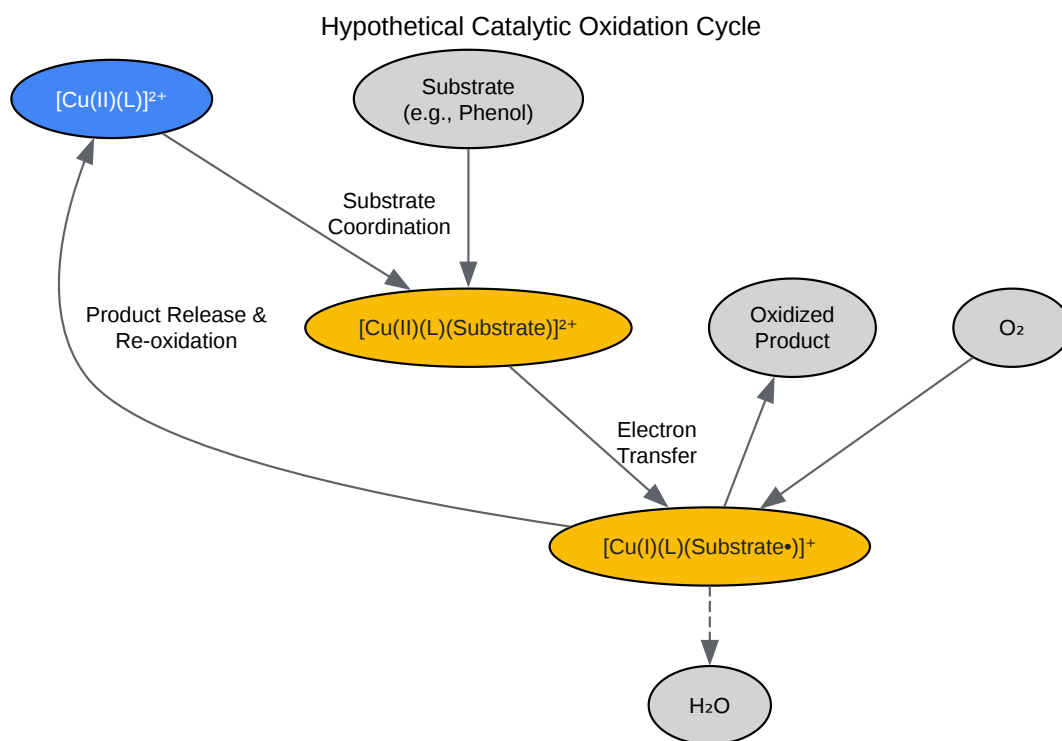 Hypothetical Catalytic Oxidation Cycle
[Cu(II)(L)]²⁺
Substrate
(e.g., Phenol)
Substrate
Coordination
Product Release &
Re-oxidation
[Cu(II)(L)(Substrate)]²⁺
Oxidized
Product
O₂
Electron
Transfer
[Cu(I)(L)(Substrate•)]⁺
H₂O